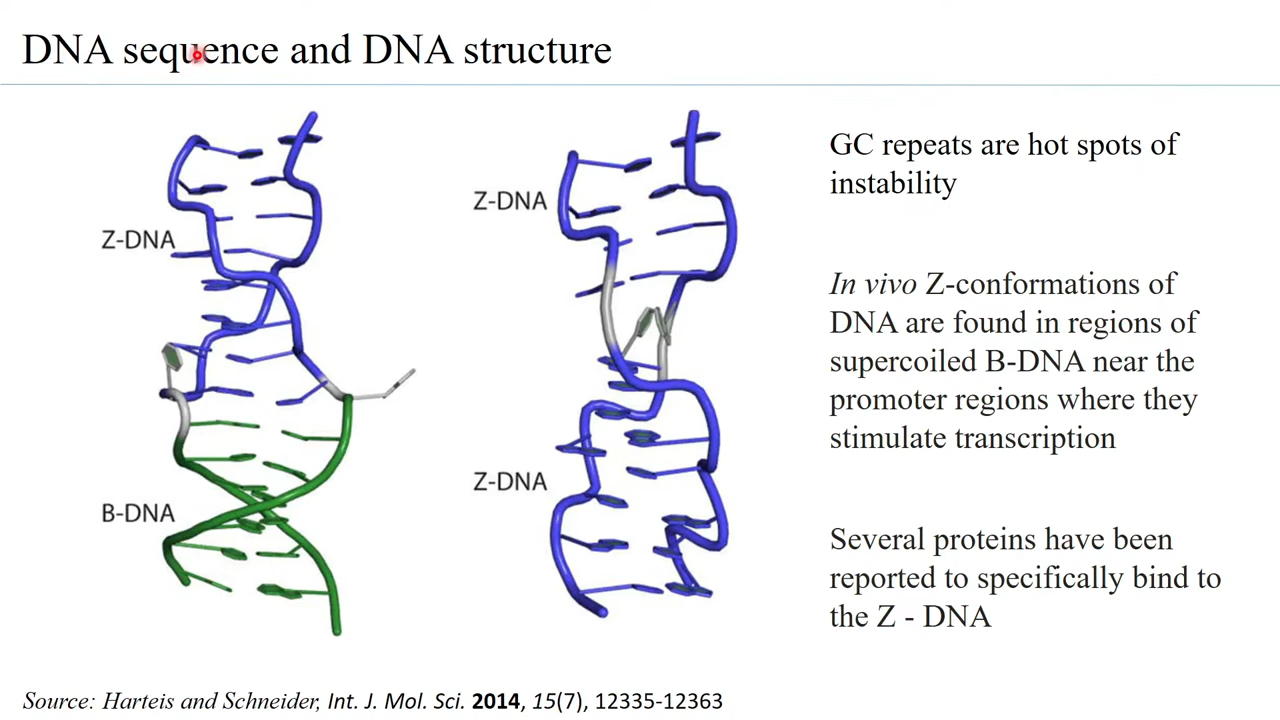 DNA sequence and DNA structure
Z-DNA
B-DNA
Z-DNA
Z-DNA
GC repeats are hot spots of
instability
In vivo Z-conformations of
DNA are found in regions of
supercoiled B-DNA near the
promoter regions where they
stimulate transcription
Several proteins have been
reported to specifically bind to
the Z - DNA
Source: Harteis and Schneider, Int. J. Mol. Sci. 2014, 15(7), 12335-12363